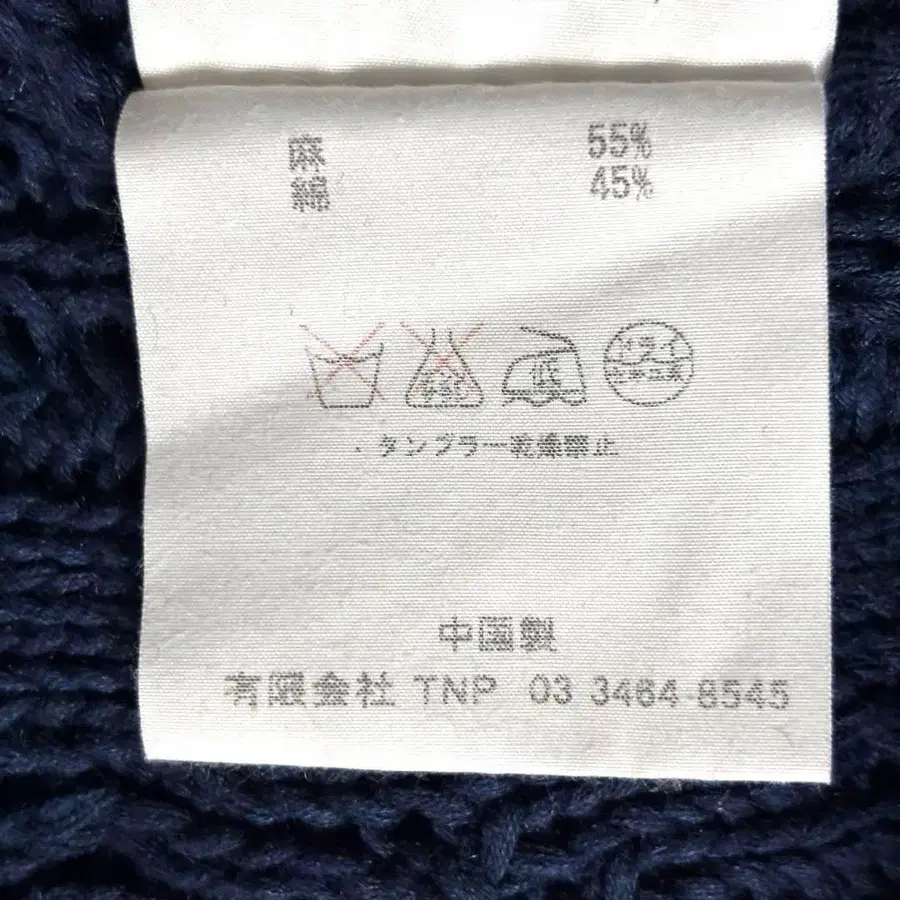 麻 55%
綿 45%
・タンブラー乾燥禁止
中国製
有限会社 TNP 03 3464 8545